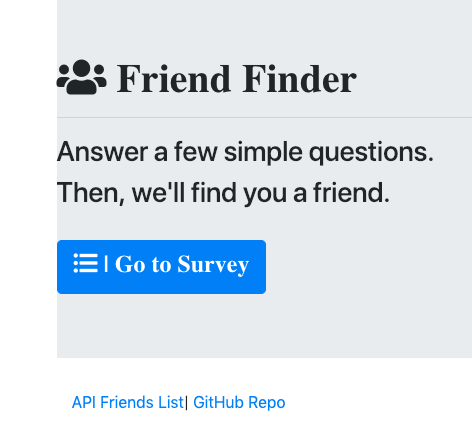 Friend Finder
Answer a few simple questions.
Then, we'll find you a friend.
| Go to Survey
API Friends List| GitHub Repo